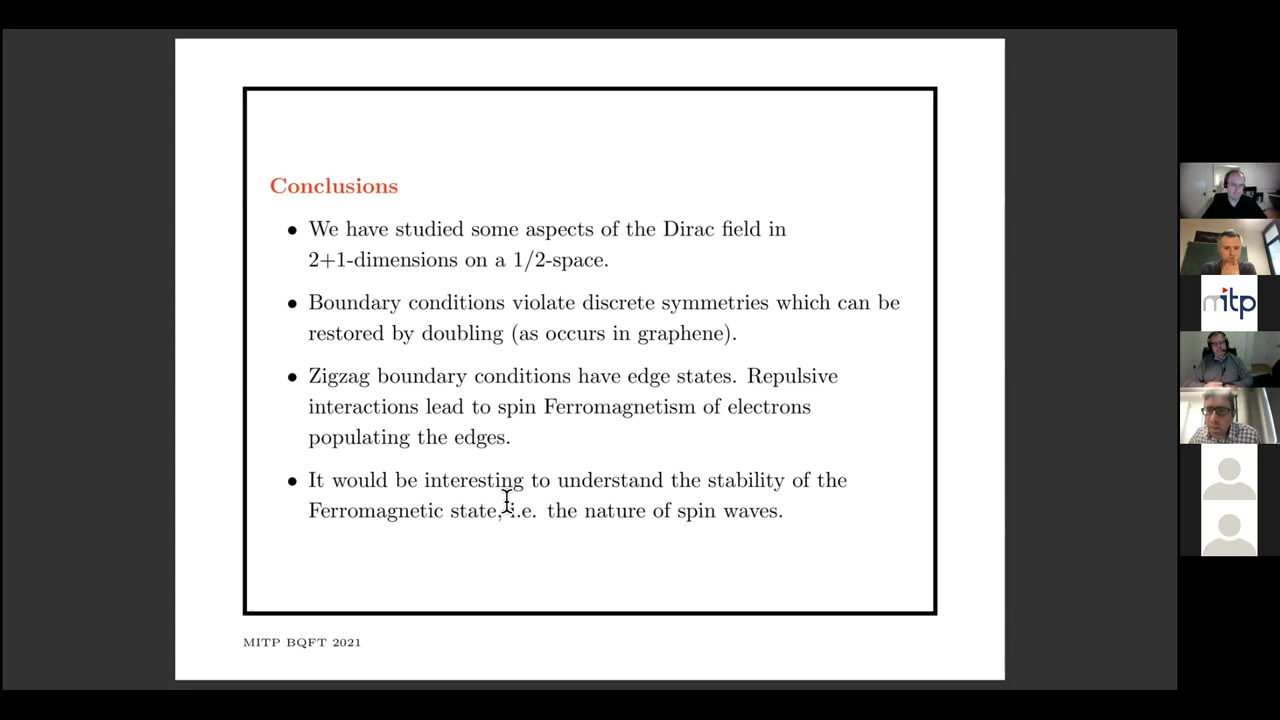 Conclusions
• We have studied some aspects of the Dirac field in
2+1-dimensions on a 1/2-space.
• Boundary conditions violate discrete symmetries which can be
restored by doubling (as occurs in graphene).
• Zigzag boundary conditions have edge states. Repulsive
interactions lead to spin Ferromagnetism of electrons
populating the edges.
• It would be interesting to understand the stability of the
Ferromagnetic state, i.e. the nature of spin waves.
MITP BQFT 2021
mitp